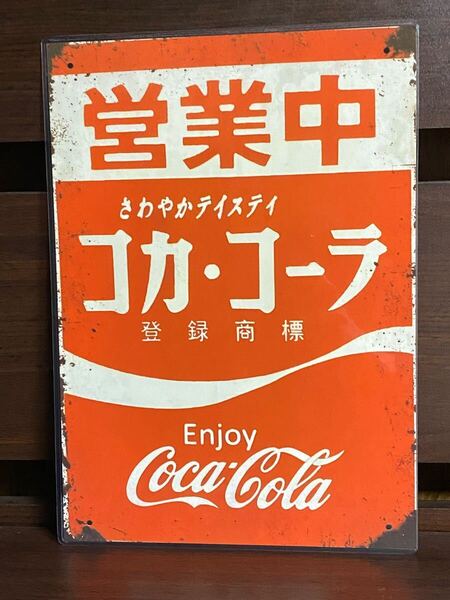 営業中
さわやかテイスティ
コカ・コーラ
登録商標
Enjoy
Coca-Cola